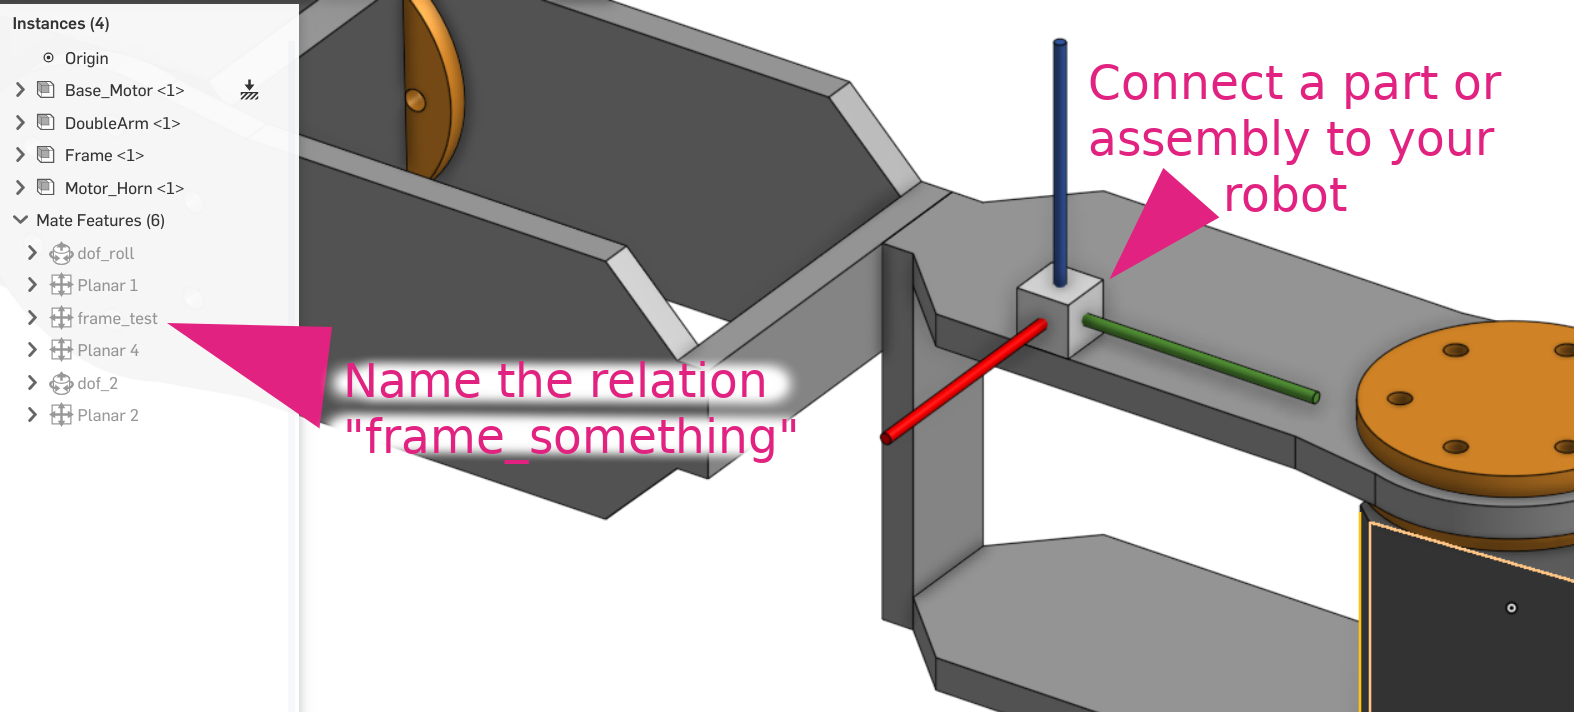 Instances (4)
Origin
Base_Motor <1>
DoubleArm <1>
Frame <1>
Motor_Horn <1>
Mate Features (6)
dof_roll
Planar 1
frame_test
Planar 4
dof_2
Planar 2
Name the relation
"frame_something"
Connect a part or
assembly to your
robot